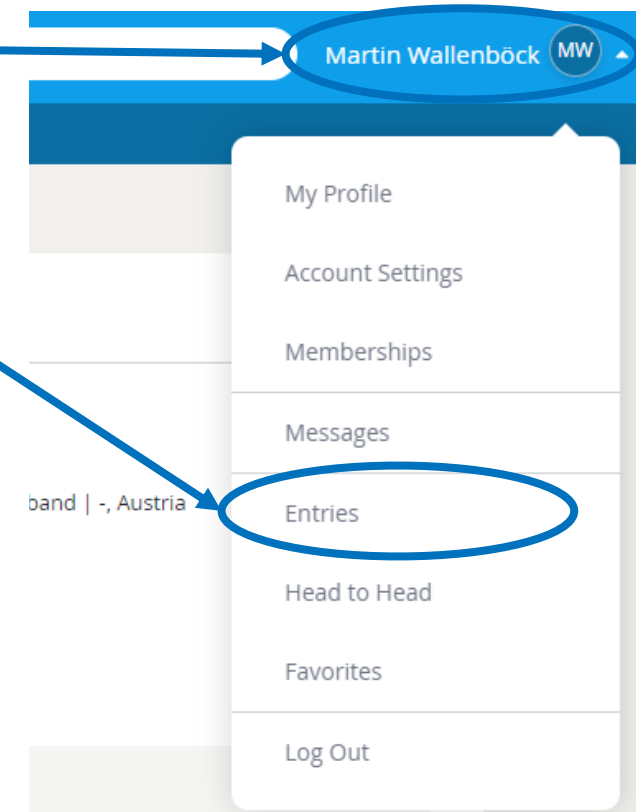 Martin Wallenböck MW
My Profile
Account Settings
Memberships
Messages
band | -, Austria
Entries
Head to Head
Favorites
Log Out